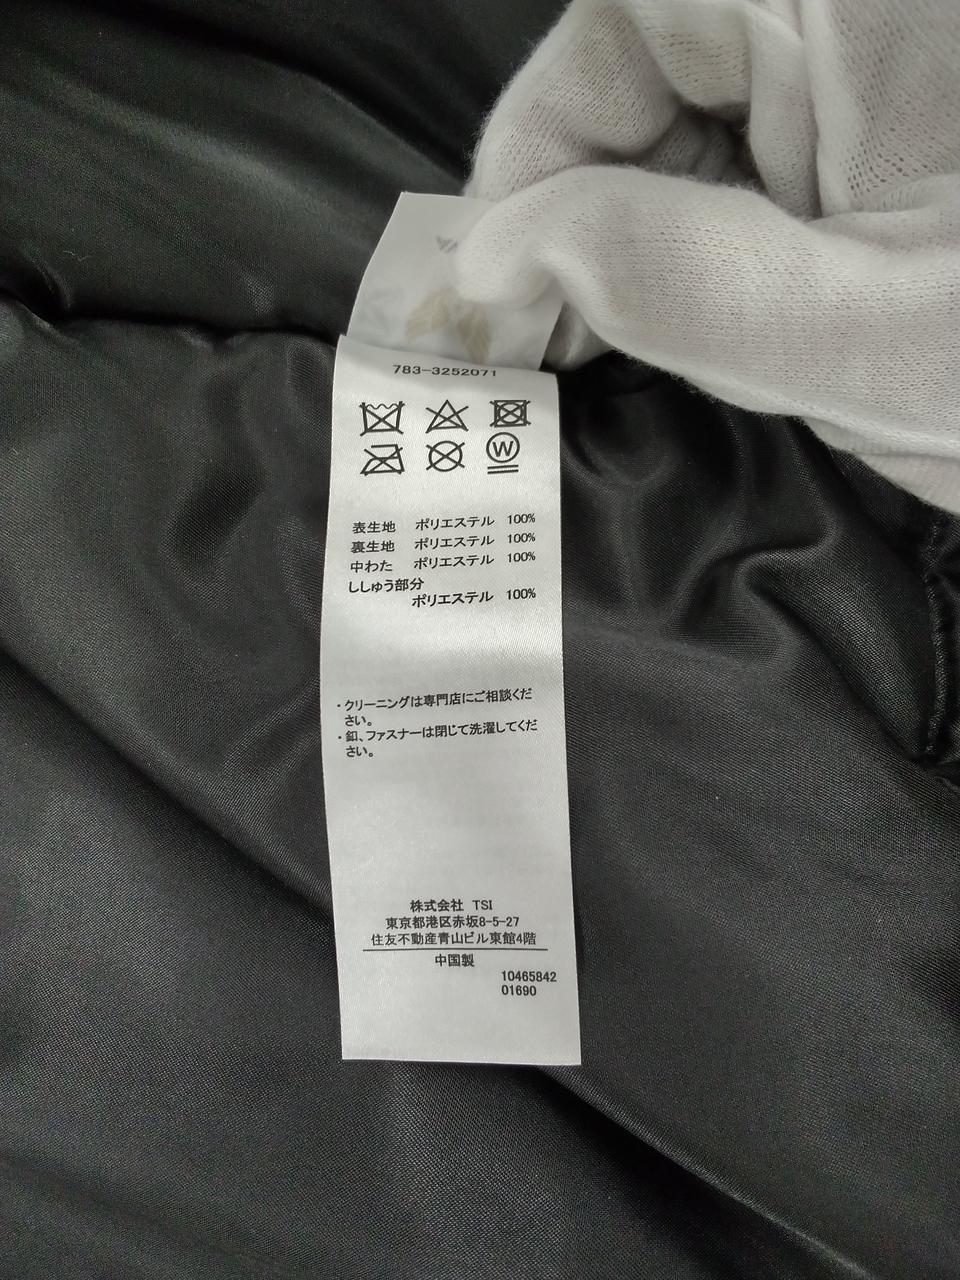 783-3252071
W
表生地 ポリエステル 100%
裏生地 ポリエステル 100%
中わた ポリエステル 100%
ししゅう部分
ポリエステル 100%
・クリーニングは専門店にご相談くだ
さい。
・釦、ファスナーは閉じて洗濯してくだ
さい。
株式会社 TSI
東京都港区赤坂8-5-27
住友不動産青山ビル東館4階
中国製
10465842
01690